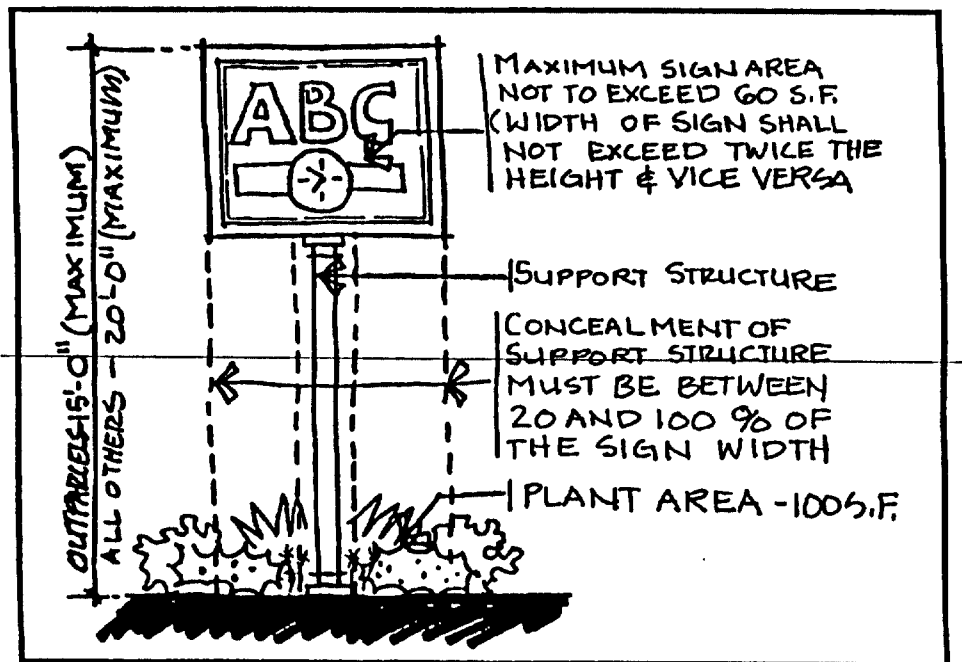 OUTPARCELS-15'-0" (MAXIMUM)
ALL OTHERS - 20'-0" (MAXIMUM)
ABC
MAXIMUM SIGN AREA
NOT TO EXCEED 60 S.F.
(WIDTH OF SIGN SHALL
NOT EXCEED TWICE THE
HEIGHT & VICE VERSA
SUPPORT STRUCTURE
CONCEALMENT OF
SUPPORT STRUCTURE
MUST BE BETWEEN
20 AND 100 % OF
THE SIGN WIDTH
PLANT AREA - 100 S.F.